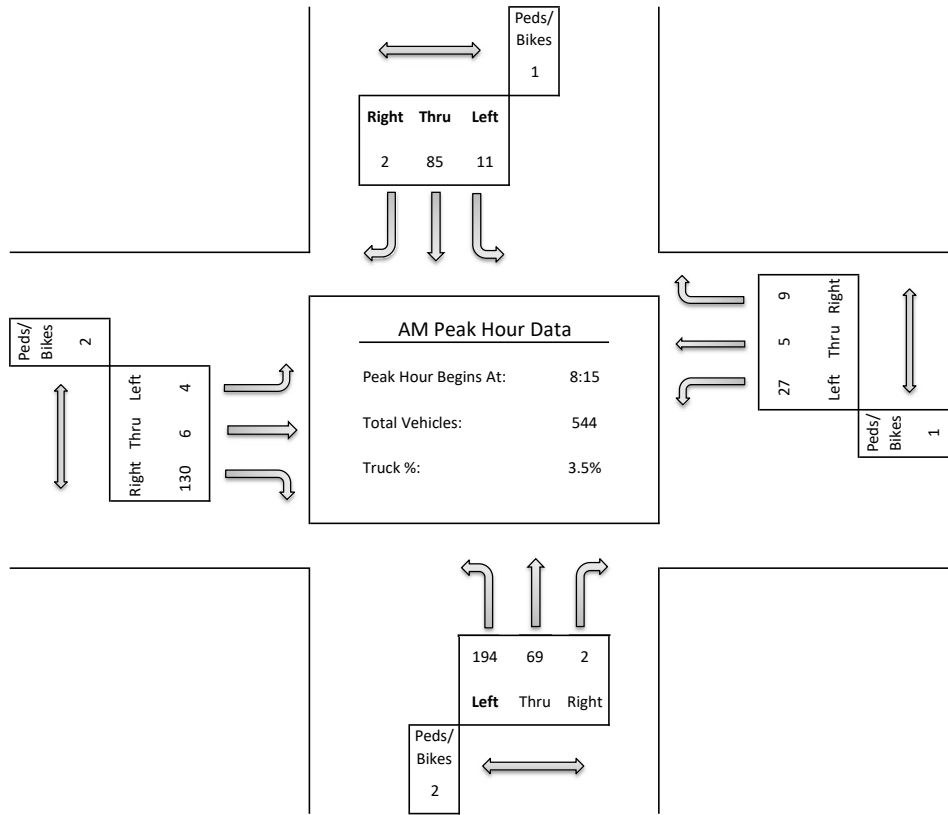 Peds/
Bikes
1
Right Thru Left
2 85 11
Peds/
Bikes
2
Left
4
Thru
6
Right
130
AM Peak Hour Data
Peak Hour Begins At: 8:15
Total Vehicles: 544
Truck %: 3.5%
9
Right
5
Thru
27
Left
Peds/
Bikes
1
194 69 2
Left Thru Right
Peds/
Bikes
2